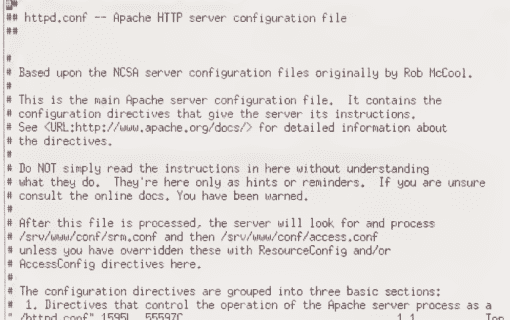 ##
## httpd.conf -- Apache HTTP server configuration file
##
#
# Based upon the NCSA server configuration files originally by Rob McCool.
#
# This is the main Apache server configuration file.  It contains the
# configuration directives that give the server its instructions.
# See <URL:http://www.apache.org/docs/> for detailed information about
# the directives.
#
# Do NOT simply read the instructions in here without understanding
# what they do.  They're here only as hints or reminders.  If you are unsure
# consult the online docs. You have been warned.
#
# After this file is processed, the server will look for and process
# /srv/www/conf/srm.conf and then /srv/www/conf/access.conf
# unless you have overridden these with ResourceConfig and/or
# AccessConfig directives here.
#
# The configuration directives are grouped into three basic sections:
#  1. Directives that control the operation of the Apache server process as a
"./httpd.conf" 1595L, 55597C 1,1 Top